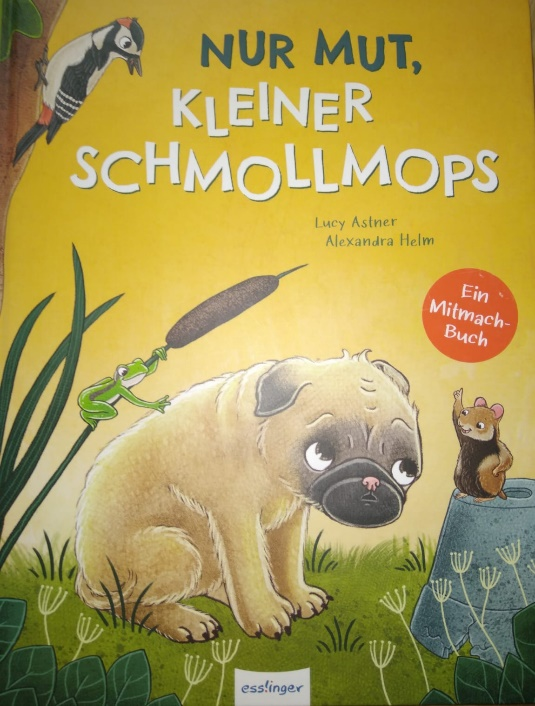 NUR MUT,
KLEINER
SCHMOLLMOPS
Lucy Astner
Alexandra Helm
Ein
Mitmach-
Buch
esslinger